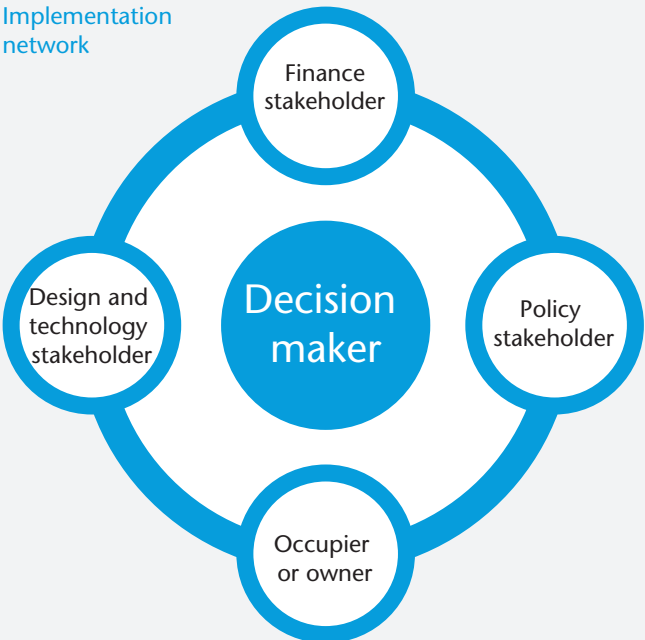 Implementation
network
Finance
stakeholder
Design and
technology
stakeholder
Decision
maker
Policy
stakeholder
Occupier
or owner